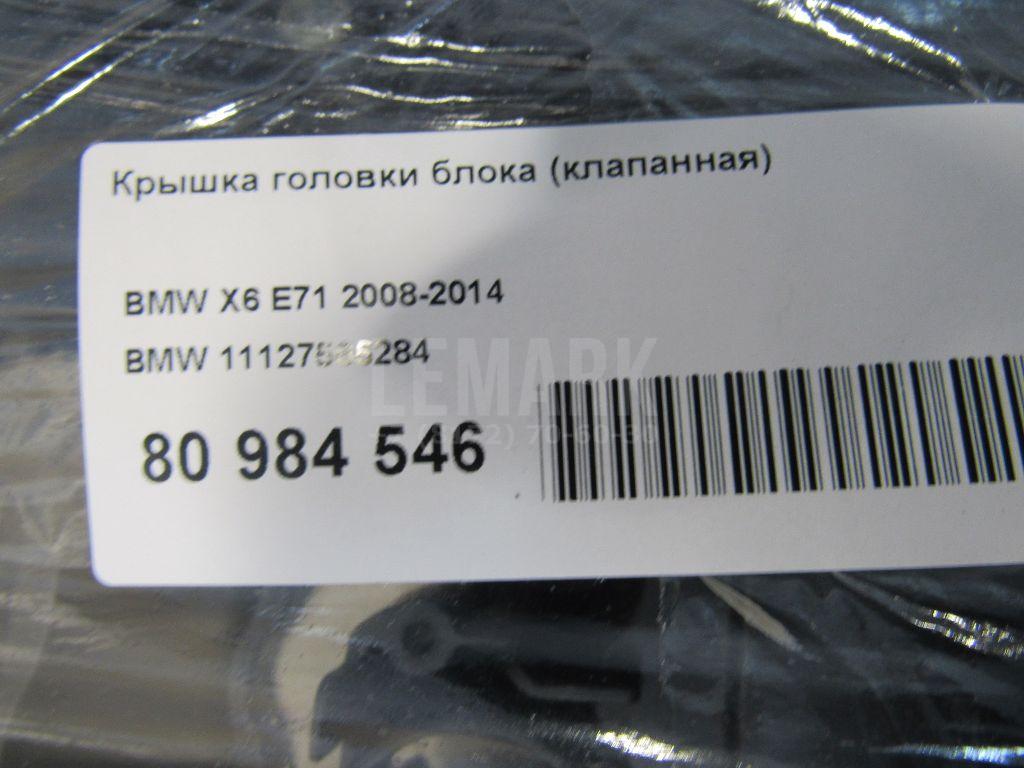 Крышка головки блока (клапанная)
BMW X6 E71 2008-2014
BMW
LEMARK
80 984 546